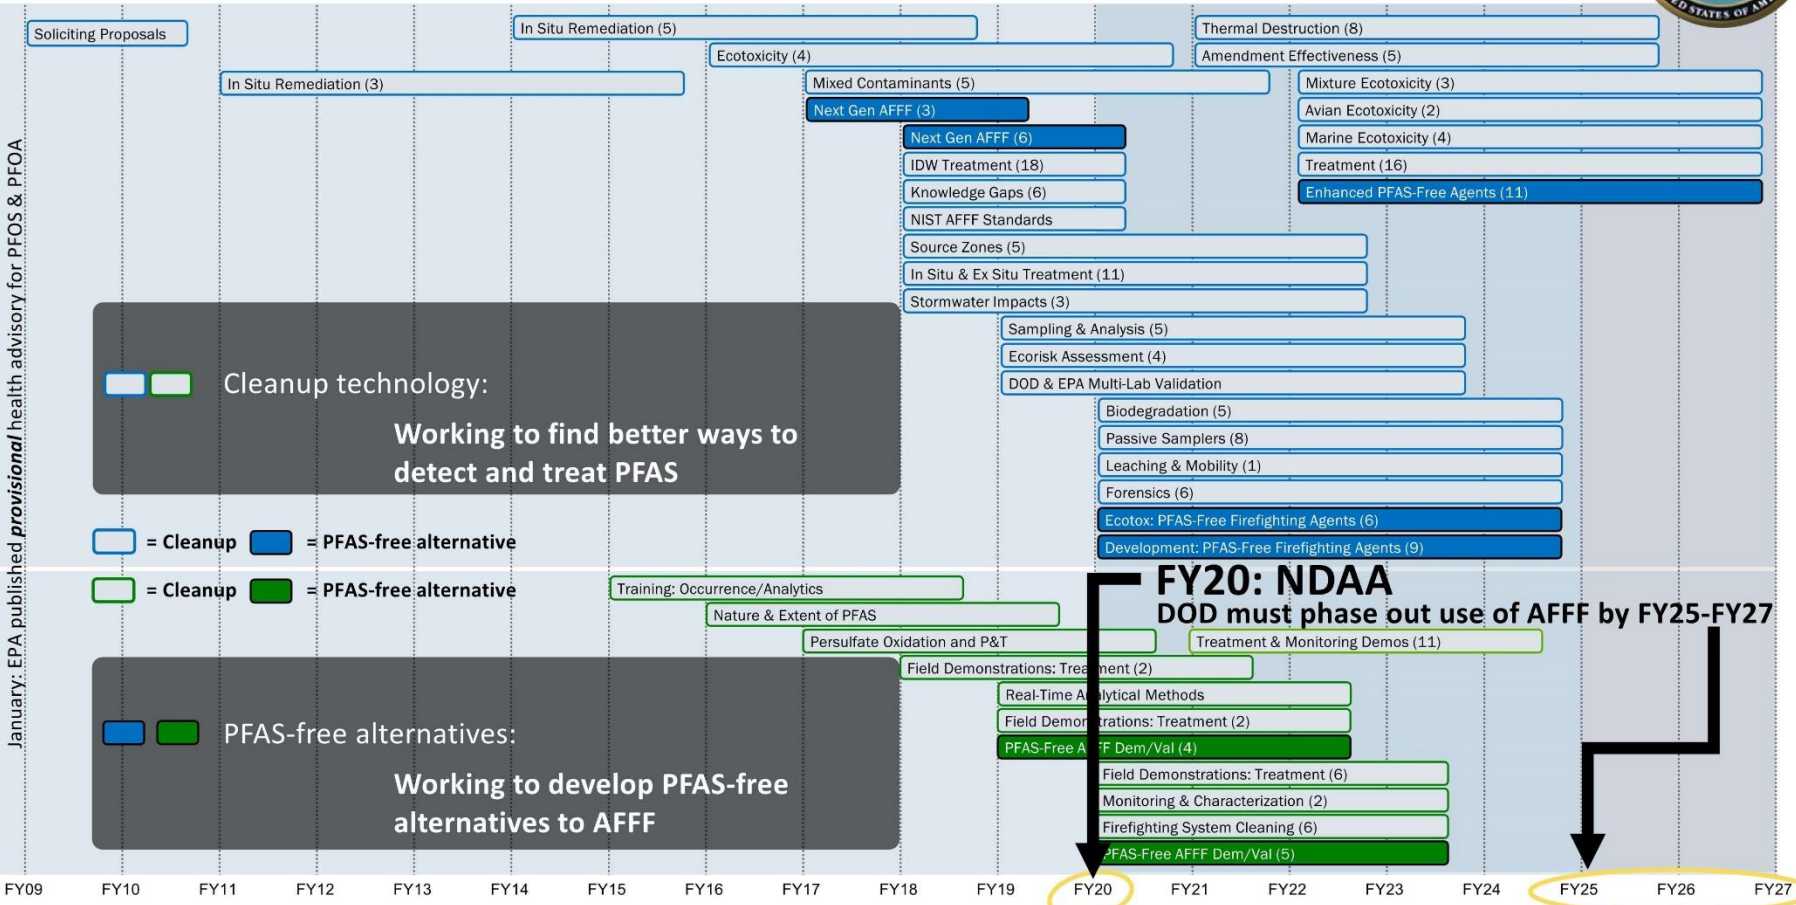 D STATES OF AM
Soliciting Proposals
In Situ Remediation (5)
Thermal Destruction (8)
Ecotoxicity (4)
Amendment Effectiveness (5)
In Situ Remediation (3)
Mixed Contaminants (5)
Mixture Ecotoxicity (3)
Next Gen AFFF (3)
Avian Ecotoxicity (2)
Next Gen AFFF (6)
Marine Ecotoxicity (4)
IDW Treatment (18)
Treatment (16)
Knowledge Gaps (6)
Enhanced PFAS-Free Agents (11)
NIST AFFF Standards
Source Zones (5)
In Situ & Ex Situ Treatment (11)
Stormwater Impacts (3)
Sampling & Analysis (5)
Ecorisk Assessment (4)
DOD & EPA Multi-Lab Validation
Biodegradation (5)
Passive Samplers (8)
Leaching & Mobility (1)
Forensics (6)
Ecotox: PFAS-Free Firefighting Agents (6)
Development: PFAS-Free Firefighting Agents (9)
January: EPA published provisional health advisory for PFOS & PFOA
Cleanup technology:
Working to find better ways to
detect and treat PFAS
= Cleanup = PFAS-free alternative
= Cleanup = PFAS-free alternative
FY20: NDAA
DOD must phase out use of AFFF by FY25-FY27
Training: Occurrence/Analytics
Nature & Extent of PFAS
Persulfate Oxidation and P&T
Treatment & Monitoring Demos (11)
Field Demonstrations: Treatment (2)
Real-Time Analytical Methods
Field Demonstrations: Treatment (2)
PFAS-Free AFFF Dem/Val (4)
Field Demonstrations: Treatment (6)
Monitoring & Characterization (2)
Firefighting System Cleaning (6)
PFAS-Free AFFF Dem/Val (5)
PFAS-free alternatives:
Working to develop PFAS-free
alternatives to AFFF
FY09 FY10 FY11 FY12 FY13 FY14 FY15 FY16 FY17 FY18 FY19 FY20 FY21 FY22 FY23 FY24 FY25 FY26 FY27